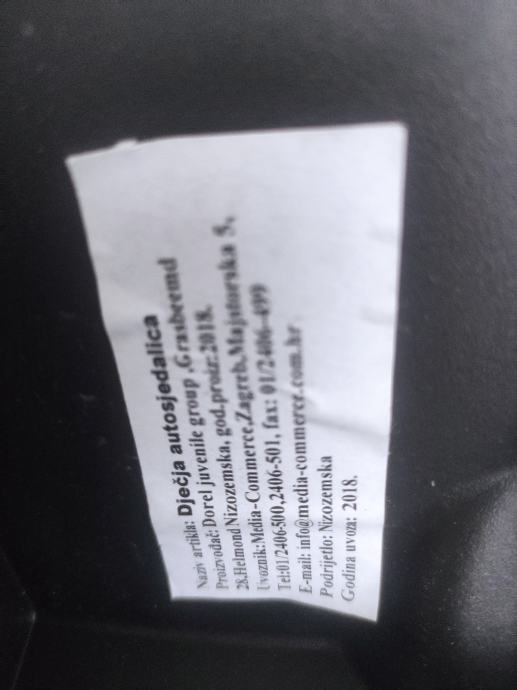 Naziv artikla: Dječja autosjedalica
Proizvođač: Dorel juvenile group ,Grasbeemd
28,Helmond Nizozemska, god.proizv:2018.
Uvoznik:Media-Commerce,Zagreb,Majstorska 5,
Tel:01/2406-500,2406-501, fax: 01/2406-499
E-mail: info@media-commerce.com.hr
Podrijetlo: Nizozemska
Godina uvoza: 2018.